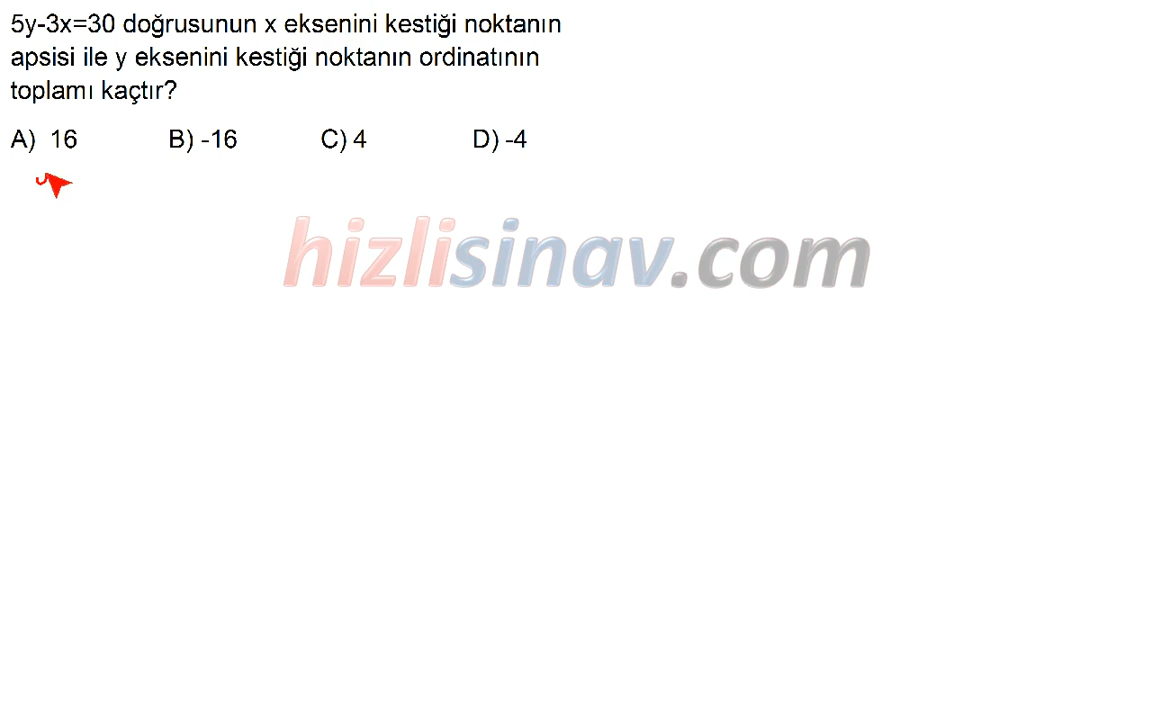 5y-3x=30 doğrusunun x eksenini kestiği noktanın
apsisi ile y eksenini kestiği noktanın ordinatının
toplamı kaçtır?
A) 16 B) -16 C) 4 D) -4
hizlisinav.com